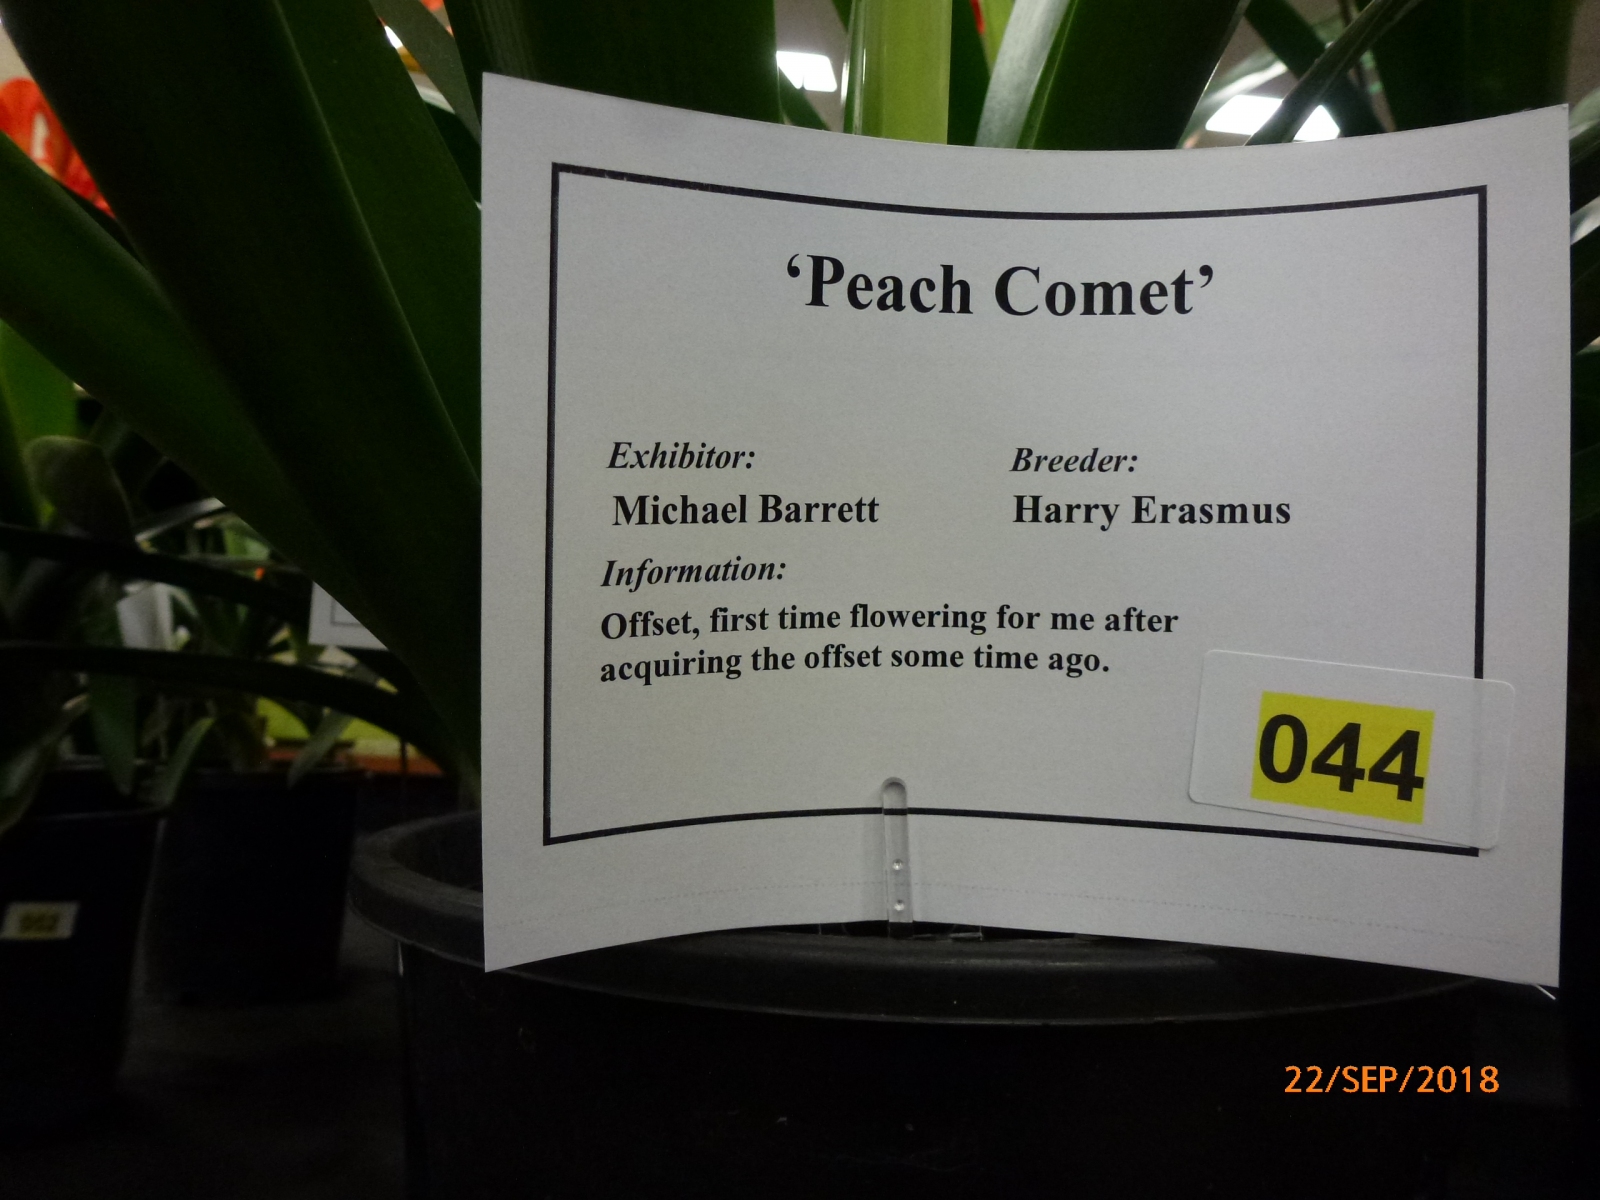 ‘Peach Comet’
Exhibitor: Breeder:
Michael Barrett Harry Erasmus
Information:
Offset, first time flowering for me after
acquiring the offset some time ago.
044
22/SEP/2018